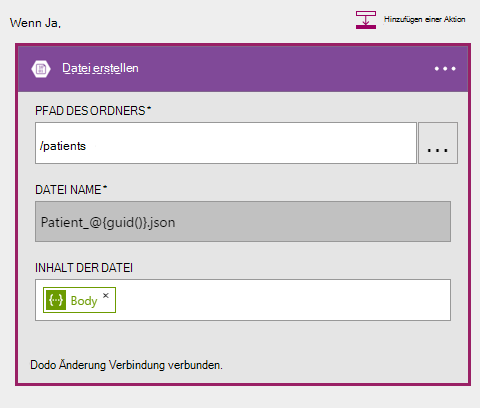 Wenn Ja,
Hinzufügen einer Aktion
Datei erstellen
PFAD DES ORDNERS*
/patients
...
DATEI NAME*
Patient_@{guid()}.json
INHALT DER DATEI
Body
Dodo Änderung Verbindung verbunden.